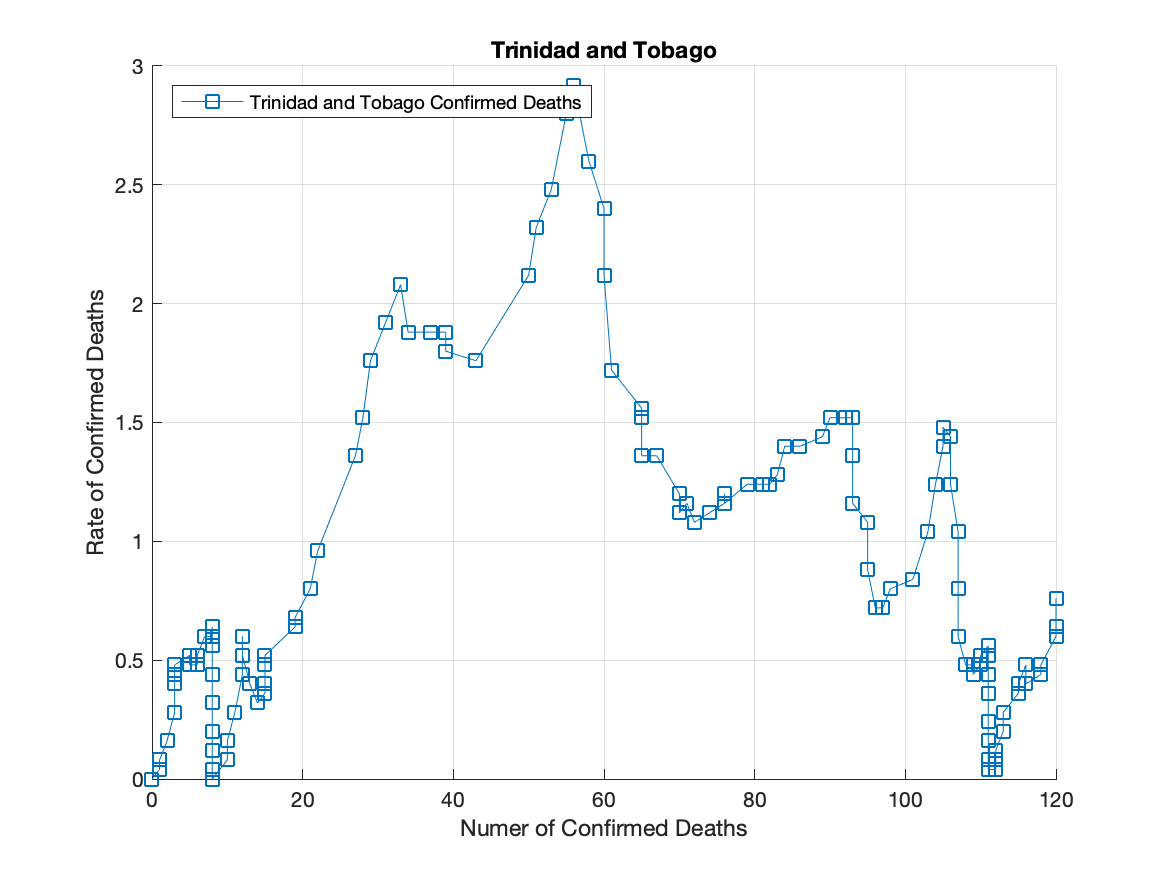 Trinidad and Tobago
3
Trinidad and Tobago Confirmed Deaths
2.5
2
1.5
1
0.5
0
0 20 40 60 80 100 120
Rate of Confirmed Deaths
Numer of Confirmed Deaths